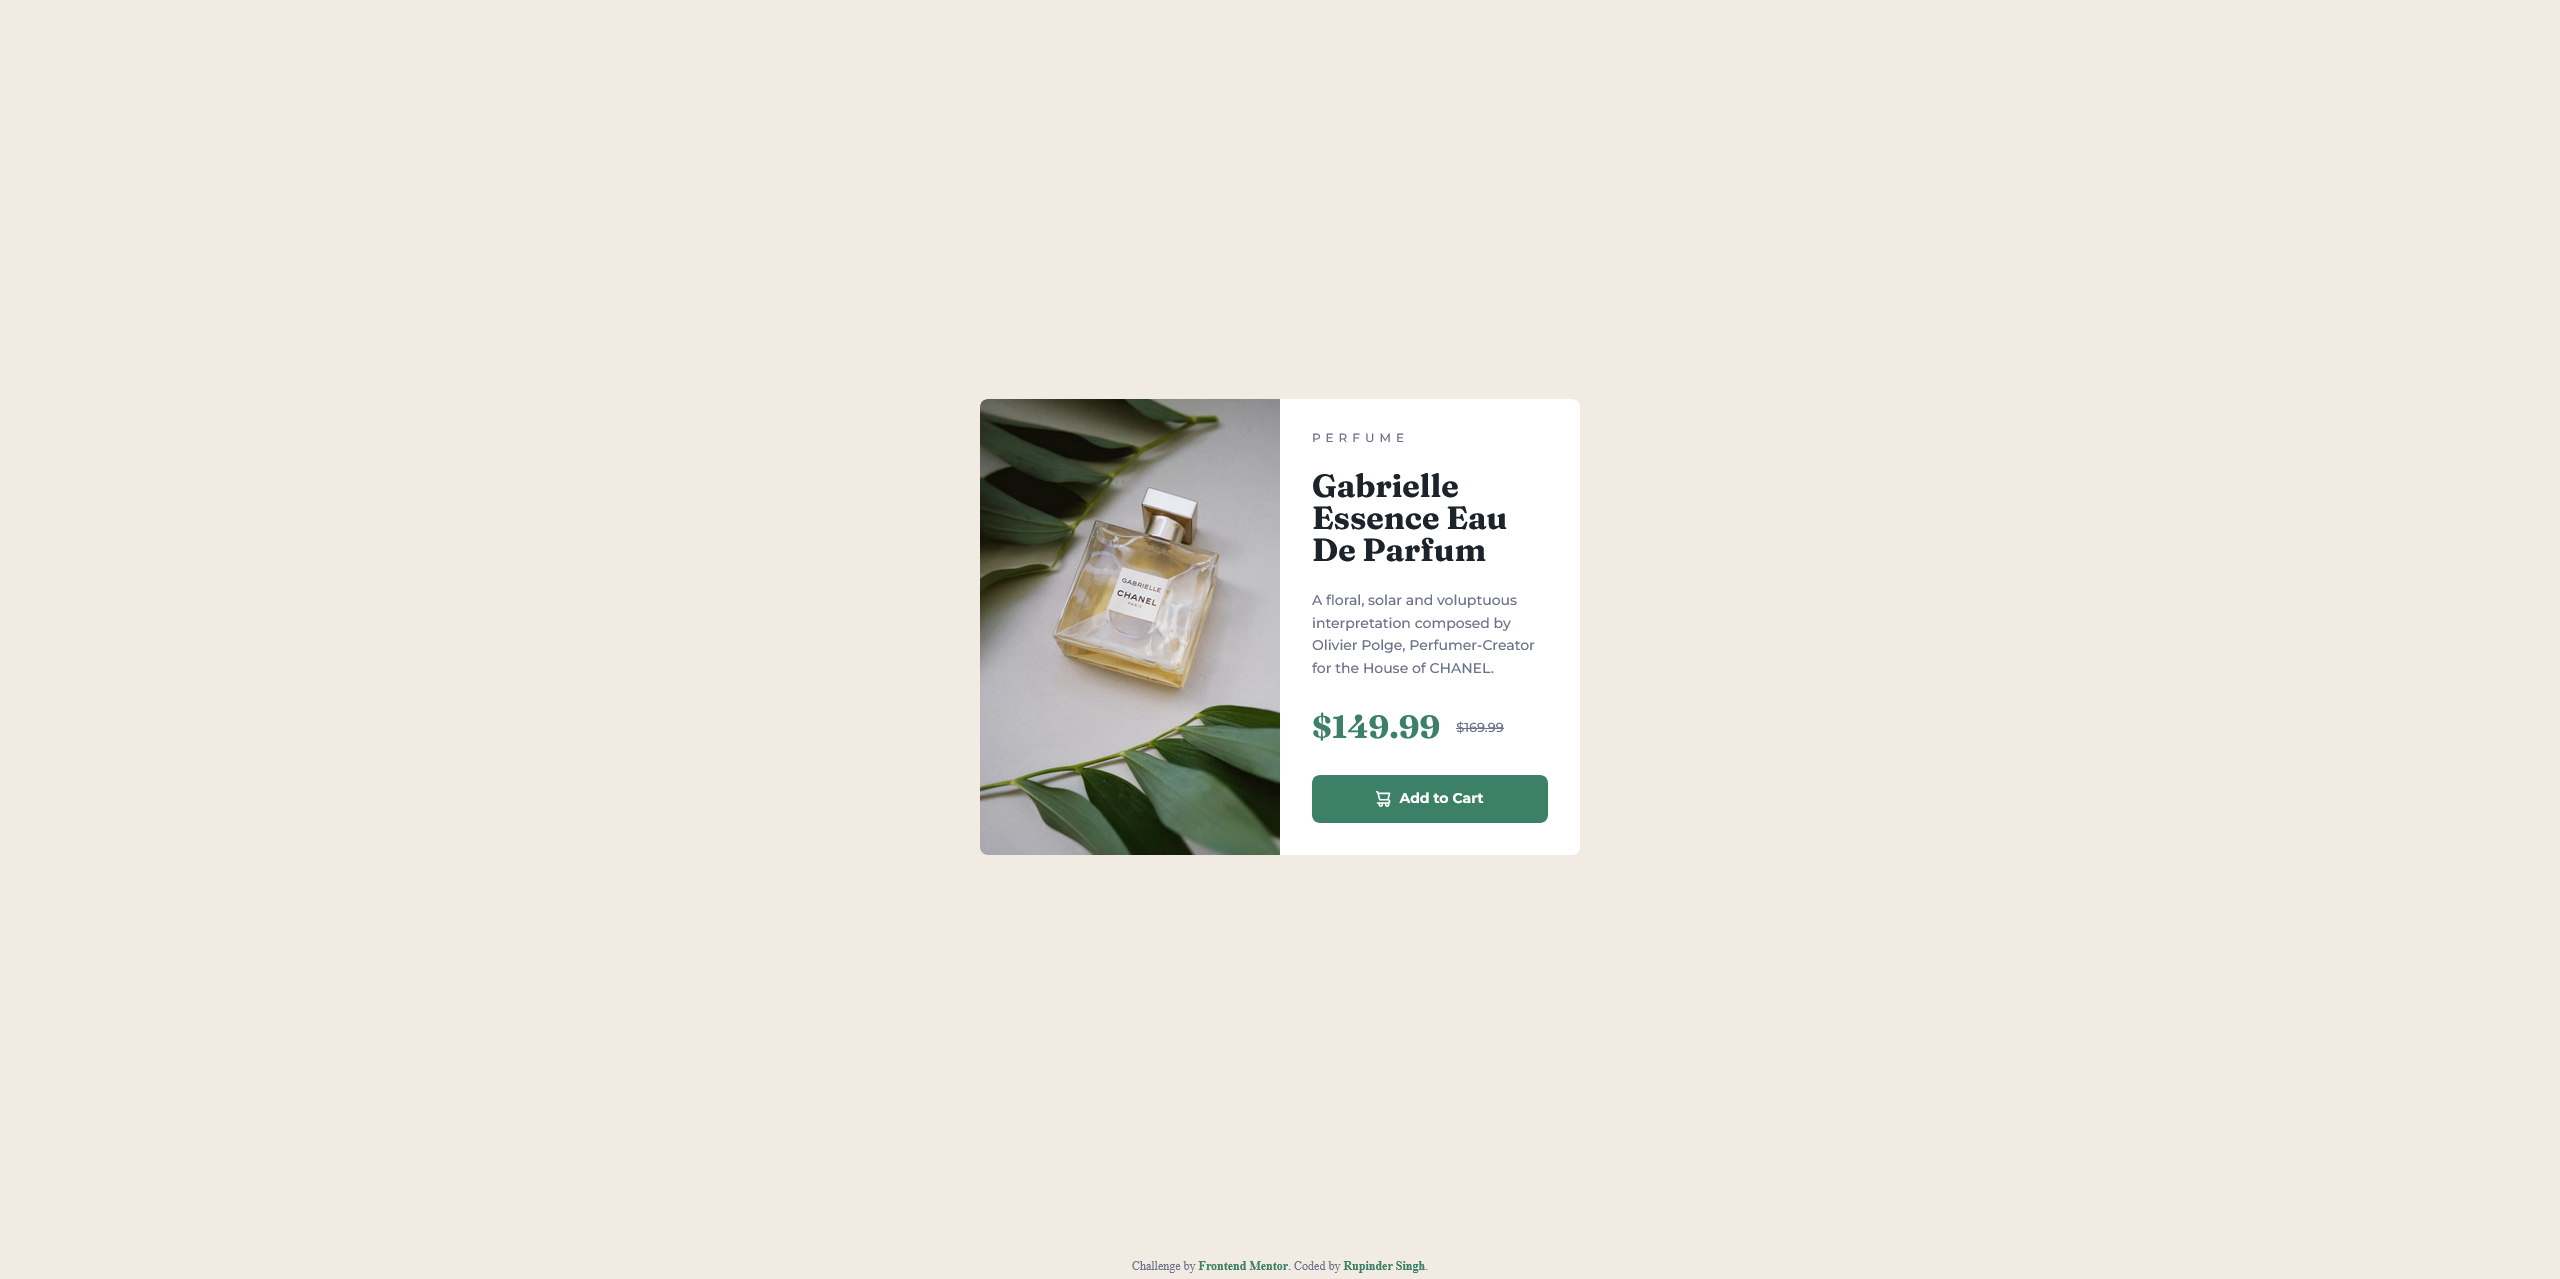 PERFUME
Gabrielle
Essence Eau
De Parfum
GABRIELLE
CHANEL
PARIS
A floral, solar and voluptuous
interpretation composed by
Olivier Polge, Perfumer-Creator
for the House of CHANEL.
$149.99 $169.99
Add to Cart
Challenge by Frontend Mentor. Coded by Rupinder Singh.